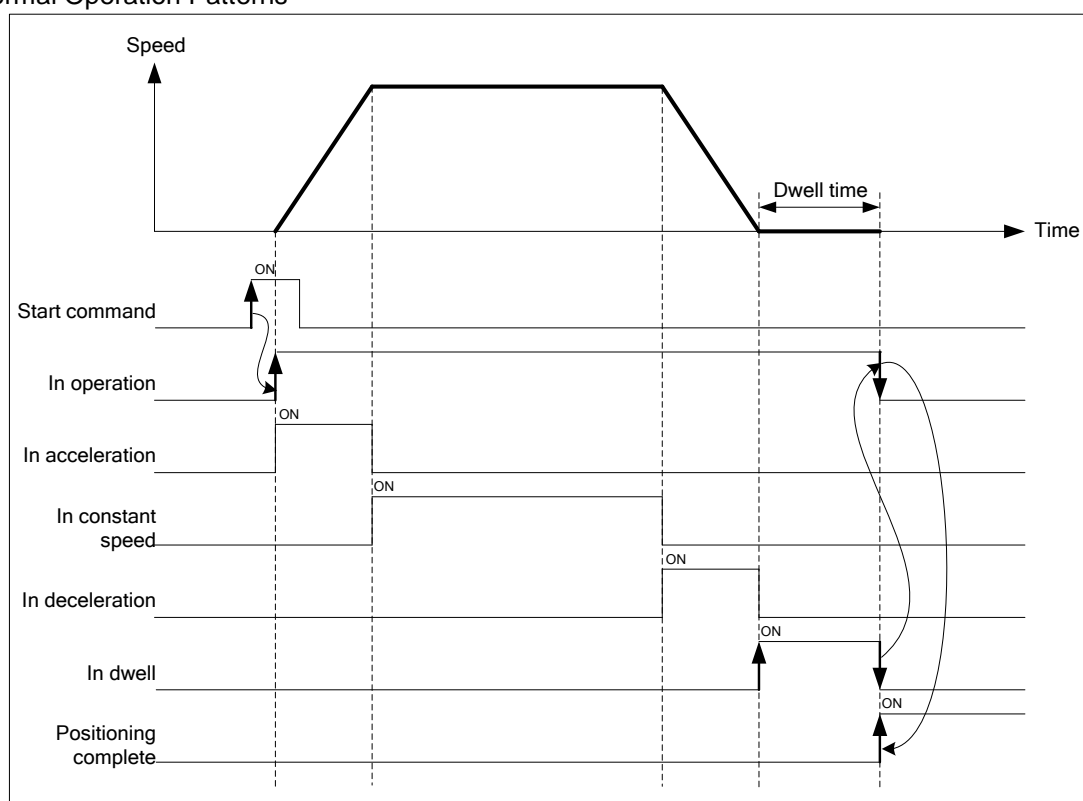 Operation Patterns
Speed
Dwell time
Time
ON
Start command
In operation
ON
In acceleration
ON
In constant
speed
ON
In deceleration
ON
In dwell
ON
Positioning
complete